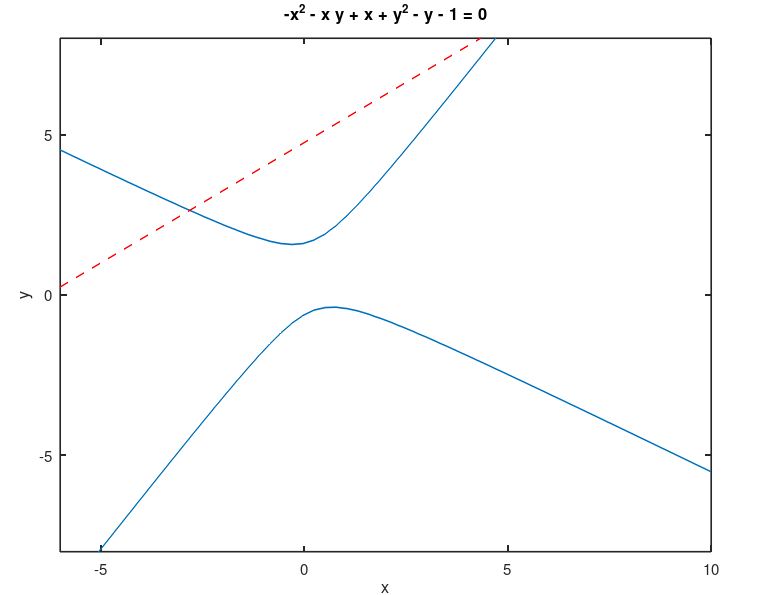 -x² - x y + x + y² - y - 1 = 0
y
5
0
-5
-5
0
5
10
x